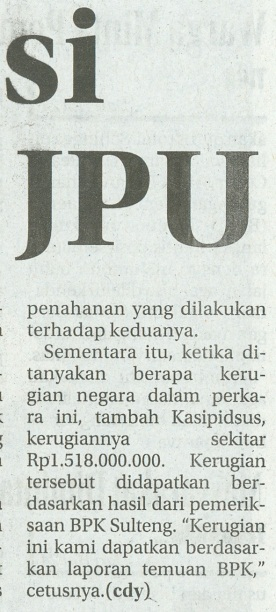 si
JPU
penahanan yang dilakukan
terhadap keduanya.
Sementara itu, ketika di-
tanyakan berapa keru-
gian negara dalam perka-
ra ini, tambah Kasipidsus,
kerugiannya sekitar
Rp1.518.000.000. Kerugian
tersebut didapatkan ber-
dasarkan hasil dari pemerik-
saan BPK Sulteng. “Kerugian
ini kami dapatkan berdasar-
kan laporan temuan BPK,”
cetusnya.(cdy)